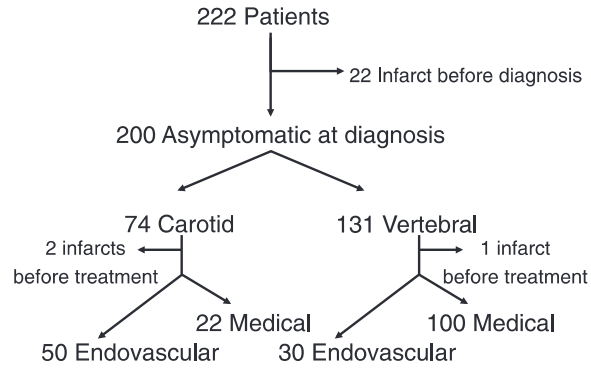 222 Patients
22 Infarct before diagnosis
200 Asymptomatic at diagnosis
74 Carotid
131 Vertebral
2 infarcts
before treatment
1 infarct
before treatment
22 Medical
100 Medical
50 Endovascular
30 Endovascular